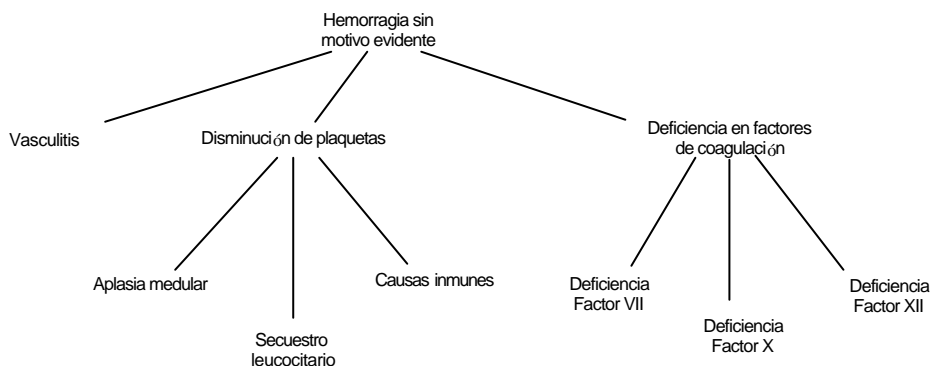 Hemorragia sin
motivo evidente
Vasculitis
Disminución de plaquetas
Deficiencia en factores
de coagulación
Aplasia medular
Secuestro
leucocitario
Causas inmunes
Deficiencia
Factor VII
Deficiencia
Factor X
Deficiencia
Factor XII